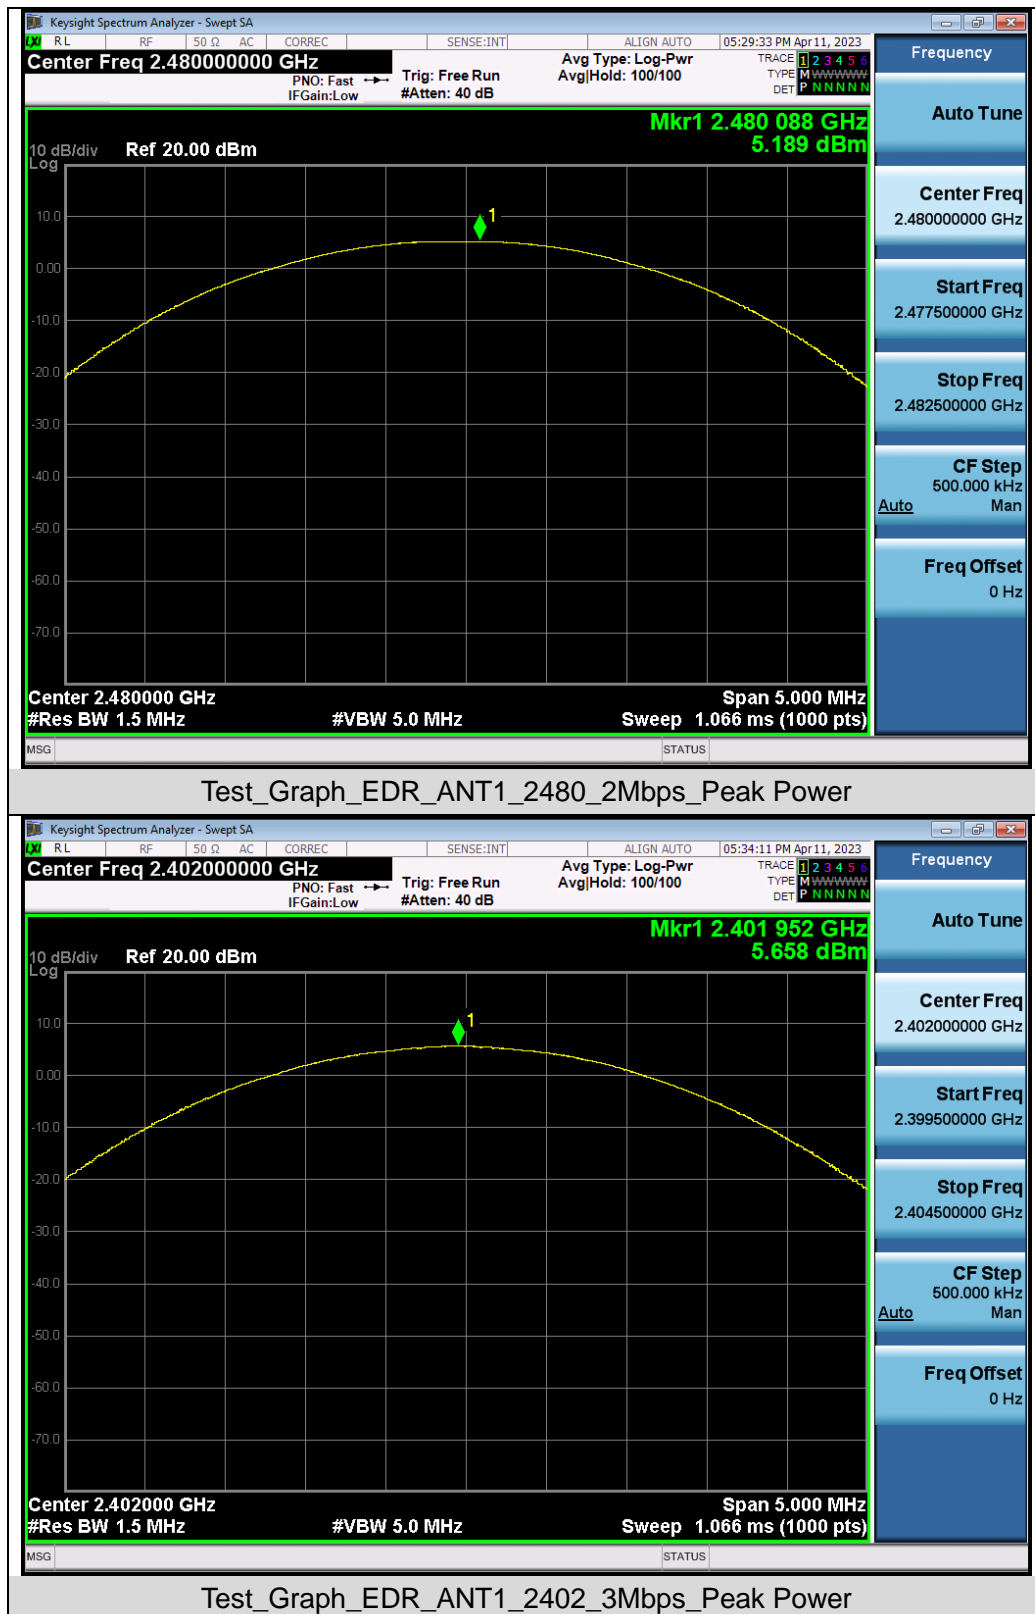 Keysight Spectrum Analyzer - Swept SA
LXI RL RF 50 Ω AC CORREC SENSE:INT ALIGN AUTO 05:29:33 PM Apr 11, 2023
Center Freq 2.480000000 GHz
PNO: Fast
IFGain:Low
Trig: Free Run
#Atten: 40 dB
Avg Type: Log-Pwr
Avg|Hold: 100/100
TRACE 1 2 3 4 5 6
TYPE M WWWWW
DET P N N N N N
Frequency
Mkr1 2.480 088 GHz
5.189 dBm
10 dB/div
Log
Ref 20.00 dBm
1
10.0
0.00
-10.0
-20.0
-30.0
-40.0
-50.0
-60.0
-70.0
Center 2.480000 GHz
Span 5.000 MHz
#Res BW 1.5 MHz
#VBW 5.0 MHz
Sweep 1.066 ms (1000 pts)
MSG
STATUS
Auto Tune
Center Freq
2.480000000 GHz
Start Freq
2.477500000 GHz
Stop Freq
2.482500000 GHz
CF Step
500.000 kHz
Auto Man
Freq Offset
0 Hz
Test_Graph_EDR_ANT1_2480_2Mbps_Peak Power
Keysight Spectrum Analyzer - Swept SA
LXI RL RF 50 Ω AC CORREC SENSE:INT ALIGN AUTO 05:34:11 PM Apr 11, 2023
Center Freq 2.402000000 GHz
PNO: Fast
IFGain:Low
Trig: Free Run
#Atten: 40 dB
Avg Type: Log-Pwr
Avg|Hold: 100/100
TRACE 1 2 3 4 5 6
TYPE M WWWWW
DET P N N N N N
Frequency
Mkr1 2.401 952 GHz
5.658 dBm
10 dB/div
Log
Ref 20.00 dBm
1
10.0
0.00
-10.0
-20.0
-30.0
-40.0
-50.0
-60.0
-70.0
Center 2.402000 GHz
Span 5.000 MHz
#Res BW 1.5 MHz
#VBW 5.0 MHz
Sweep 1.066 ms (1000 pts)
MSG
STATUS
Auto Tune
Center Freq
2.402000000 GHz
Start Freq
2.399500000 GHz
Stop Freq
2.404500000 GHz
CF Step
500.000 kHz
Auto Man
Freq Offset
0 Hz
Test_Graph_EDR_ANT1_2402_3Mbps_Peak Power